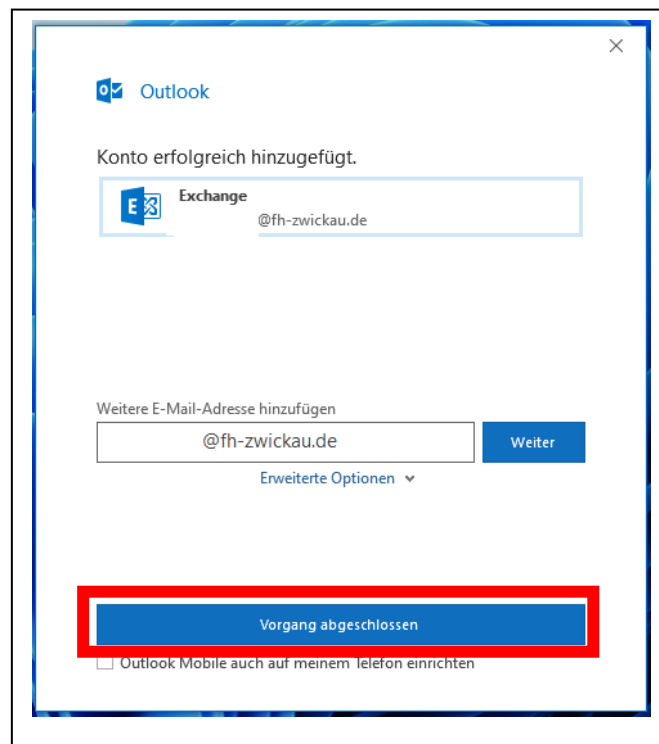 Outlook
Konto erfolgreich hinzugefügt.
Exchange
@fh-zwickau.de
Weitere E-Mail-Adresse hinzufügen
@fh-zwickau.de
Weiter
Erweiterte Optionen
Vorgang abgeschlossen
Outlook Mobile auch auf meinem Telefon einrichten